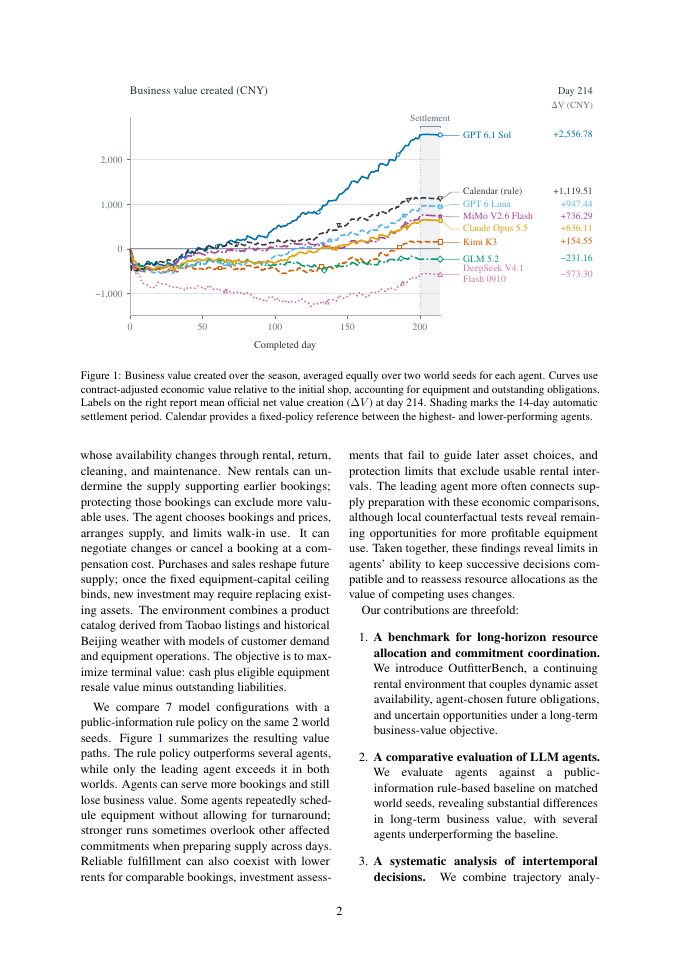 Business value created (CNY)
Day 214
ΔV (CNY)
Settlement
GPT 6.1 Sol +2,556.78
2,000
Calendar (rule) +1,119.51
1,000
GPT 6 Luna +947.44
MiMo V2.6 Flash +736.29
Claude Opus 5.5 +636.11
Kimi K3 +154.55
0
GLM 5.2 −231.16
DeepSeek V4.1
Flash 0910 −573.30
−1,000
0 50 100 150 200
Completed day
Figure 1: Business value created over the season, averaged equally over two world seeds for each agent. Curves use
contract-adjusted economic value relative to the initial shop, accounting for equipment and outstanding obligations.
Labels on the right report mean official net value creation (ΔV) at day 214. Shading marks the 14-day automatic
settlement period. Calendar provides a fixed-policy reference between the highest- and lower-performing agents.
whose availability changes through rental, return,
cleaning, and maintenance. New rentals can un-
dermine the supply supporting earlier bookings;
protecting those bookings can exclude more valu-
able uses. The agent chooses bookings and prices,
arranges supply, and limits walk-in use. It can
negotiate changes or cancel a booking at a com-
pensation cost. Purchases and sales reshape future
supply; once the fixed equipment-capital ceiling
binds, new investment may require replacing exist-
ing assets. The environment combines a product
catalog derived from Taobao listings and historical
Beijing weather with models of customer demand
and equipment operations. The objective is to max-
imize terminal value: cash plus eligible equipment
resale value minus outstanding liabilities.
We compare 7 model configurations with a
public-information rule policy on the same 2 world
seeds. Figure 1 summarizes the resulting value
paths. The rule policy outperforms several agents,
while only the leading agent exceeds it in both
worlds. Agents can serve more bookings and still
lose business value. Some agents repeatedly sched-
ule equipment without allowing for turnaround;
stronger runs sometimes overlook other affected
commitments when preparing supply across days.
Reliable fulfillment can also coexist with lower
rents for comparable bookings, investment assess-
ments that fail to guide later asset choices, and
protection limits that exclude usable rental inter-
vals. The leading agent more often connects sup-
ply preparation with these economic comparisons,
although local counterfactual tests reveal remain-
ing opportunities for more profitable equipment
use. Taken together, these findings reveal limits in
agents' ability to keep successive decisions com-
patible and to reassess resource allocations as the
value of competing uses changes.
Our contributions are threefold:
1. A benchmark for long-horizon resource
allocation and commitment coordination.
We introduce OutfitterBench, a continuing
rental environment that couples dynamic asset
availability, agent-chosen future obligations,
and uncertain opportunities under a long-term
business-value objective.
2. A comparative evaluation of LLM agents.
We evaluate agents against a public-
information rule-based baseline on matched
world seeds, revealing substantial differences
in long-term business value, with several
agents underperforming the baseline.
3. A systematic analysis of intertemporal
decisions. We combine trajectory analy-
2